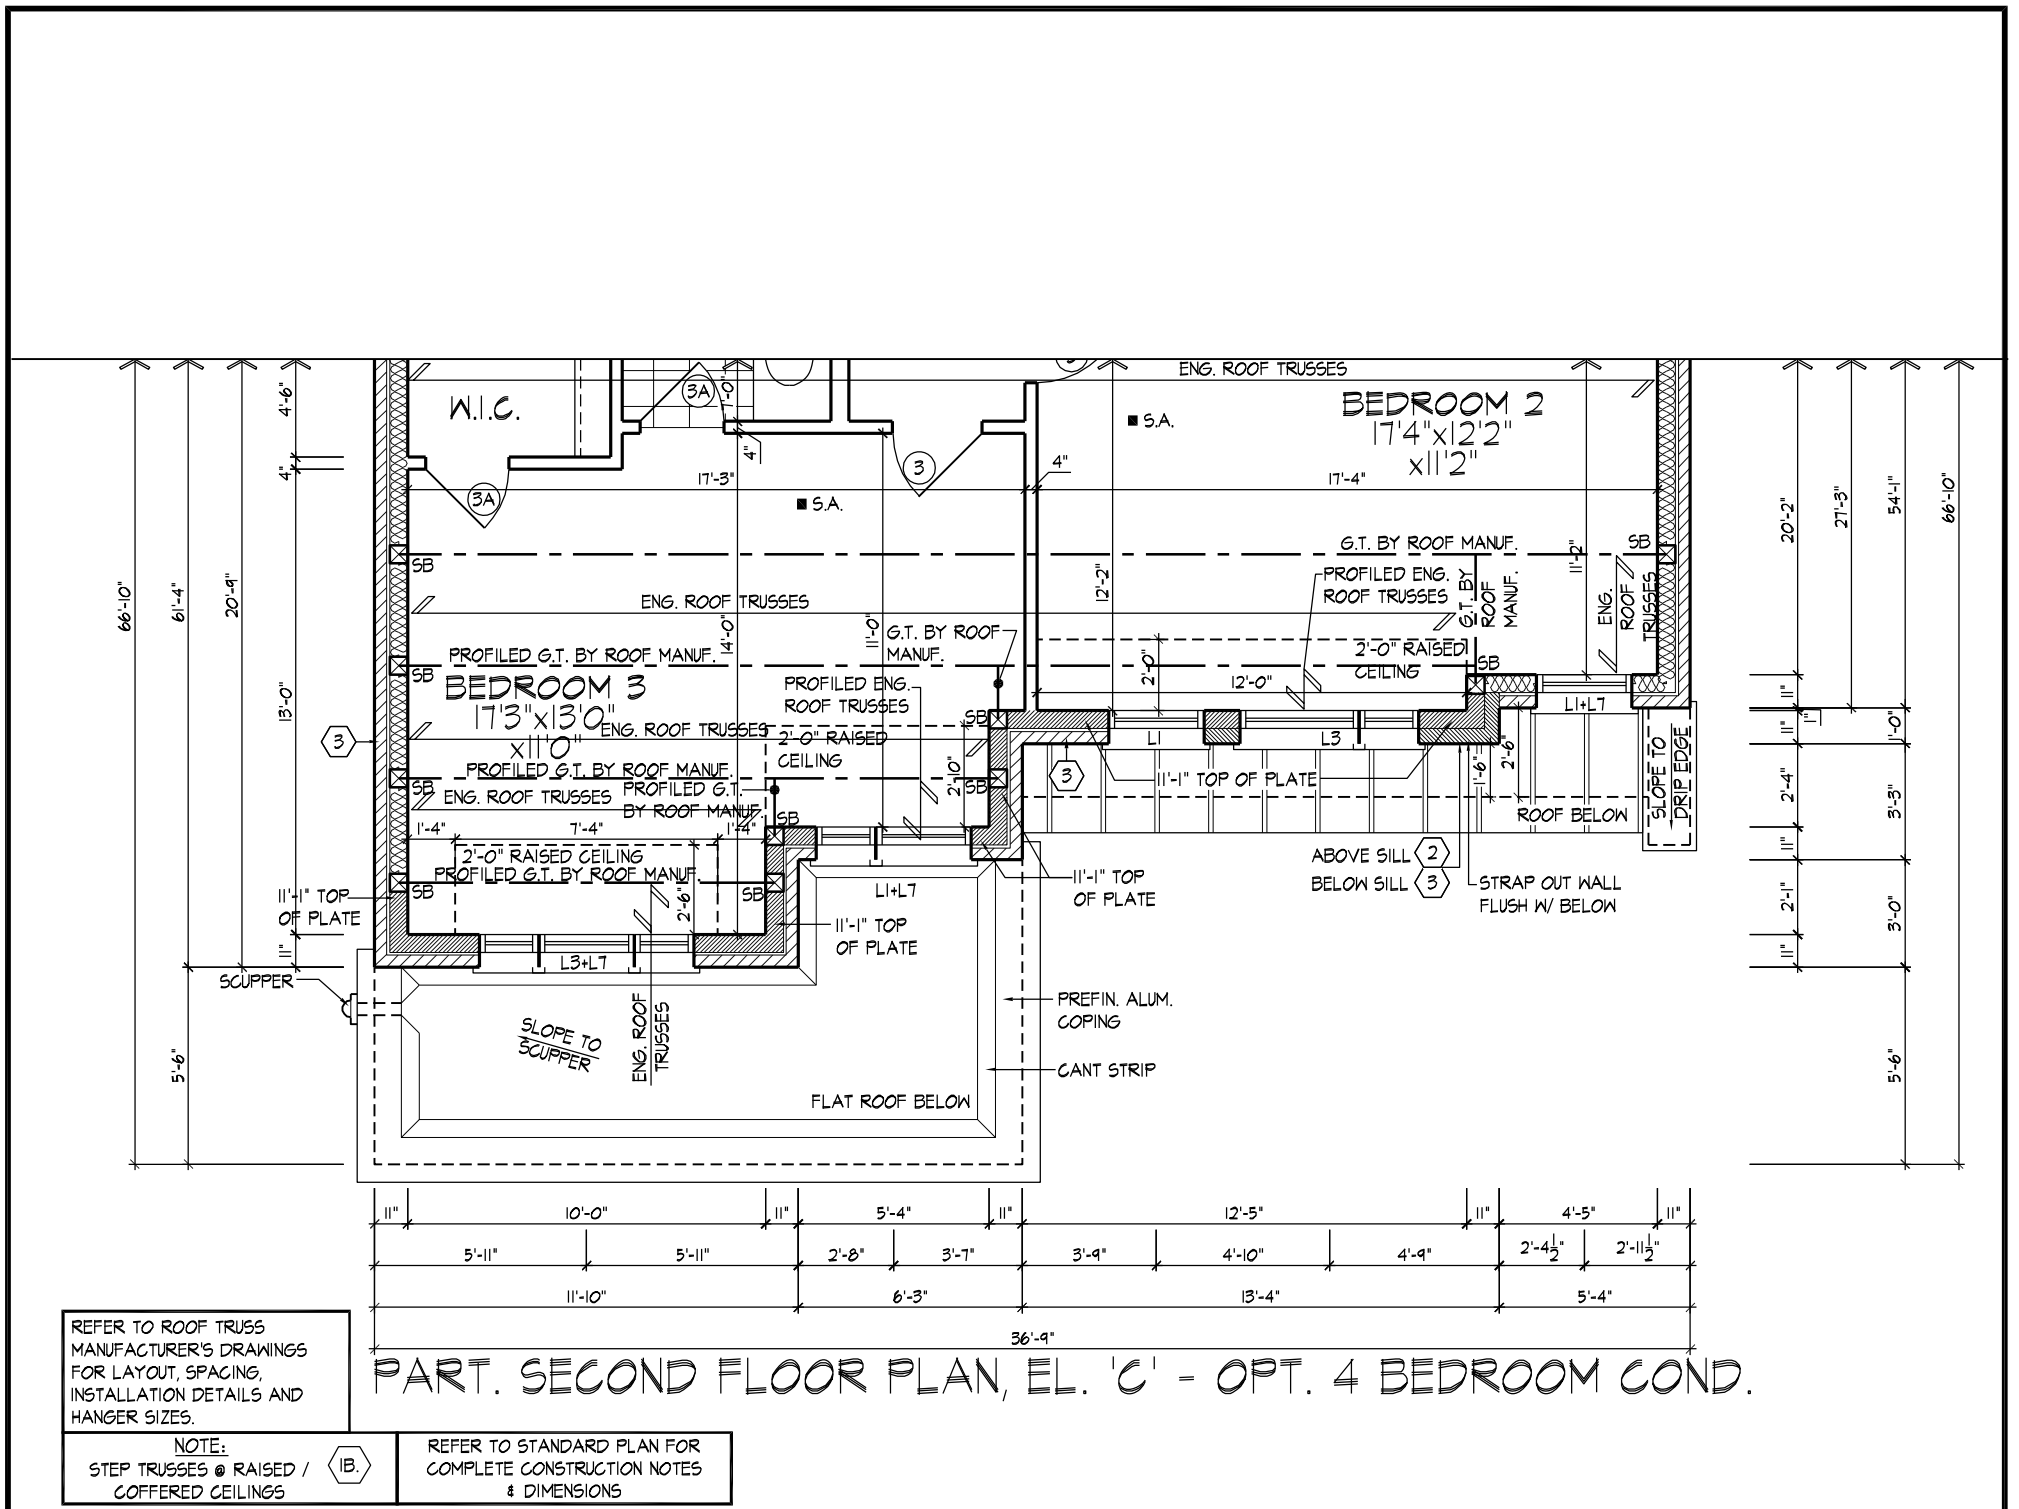 ENG. ROOF TRUSSES
W.I.C.
3A
BEDROOM 2
17'4"x12'2"
x11'2"
S.A.
4'-6"
4"
4"
4"
3
3A
17'-3"
17'-4"
S.A.
66'-10"
61'-4"
20'-9"
13'-0"
20'-2"
27'-3"
54'-1"
66'-10"
G.T. BY ROOF MANUF.
SB
SB
11'-2"
12'-2"
PROFILED ENG.
ROOF TRUSSES
G.T. BY
ROOF
MANUF.
ENG.
ROOF
TRUSSES
ENG. ROOF TRUSSES
14'-0"
11'-0"
G.T. BY ROOF
MANUF.
2'-0"
2'-0" RAISED
CEILING
SB
PROFILED G.T. BY ROOF MANUF.
SB
BEDROOM 3
17'3"x13'0"
x11'0"
PROFILED ENG.
ROOF TRUSSES
12'-0"
L1+L7
SB
ENG. ROOF TRUSSES
2'-0" RAISED
CEILING
3
L1
L3
3
11'-1" TOP OF PLATE
1'-6"
2'-6"
SLOPE TO
DRIP EDGE
ROOF BELOW
PROFILED G.T. BY ROOF MANUF.
SB
PROFILED G.T.
BY ROOF MANUF.
ENG. ROOF TRUSSES
2'-10"
SB
SB
1'-4"
7'-4"
1'-4"
2'-0" RAISED CEILING
PROFILED G.T. BY ROOF MANUF.
SB
SB
2'-6"
11'-1" TOP
OF PLATE
L1+L7
11'-1" TOP
OF PLATE
11'-1" TOP
OF PLATE
ABOVE SILL 2
BELOW SILL 3
STRAP OUT WALL
FLUSH W/ BELOW
11"
1"
11"
1'-0"
2'-4"
3'-3"
11"
2'-1"
3'-0"
11"
5'-6"
11"
L3+L7
SCUPPER
5'-6"
SLOPE TO
SCUPPER
ENG. ROOF
TRUSSES
PREFIN. ALUM.
COPING
CANT STRIP
FLAT ROOF BELOW
11" 10'-0" 11" 5'-4" 11" 12'-5" 11" 4'-5" 11"
5'-11" 5'-11" 2'-8" 3'-7" 3'-9" 4'-10" 4'-9" 2'-4½" 2'-11½"
11'-10" 6'-3" 13'-4" 5'-4"
36'-9"
PART. SECOND FLOOR PLAN, EL. 'C' - OPT. 4 BEDROOM COND.
REFER TO ROOF TRUSS
MANUFACTURER'S DRAWINGS
FOR LAYOUT, SPACING,
INSTALLATION DETAILS AND
HANGER SIZES.
NOTE:
STEP TRUSSES @ RAISED /
COFFERED CEILINGS
1B.
REFER TO STANDARD PLAN FOR
COMPLETE CONSTRUCTION NOTES
& DIMENSIONS